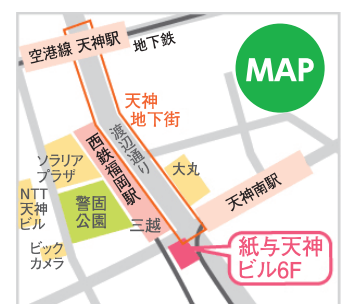 空港線 天神駅
地下鉄
MAP
天神
地下街
渡辺通り
西鉄福岡駅
ソラリア
プラザ
大丸
NTT
天神
ビル
警固
公園
天神南駅
三越
ビック
カメラ
紙与天神
ビル6F